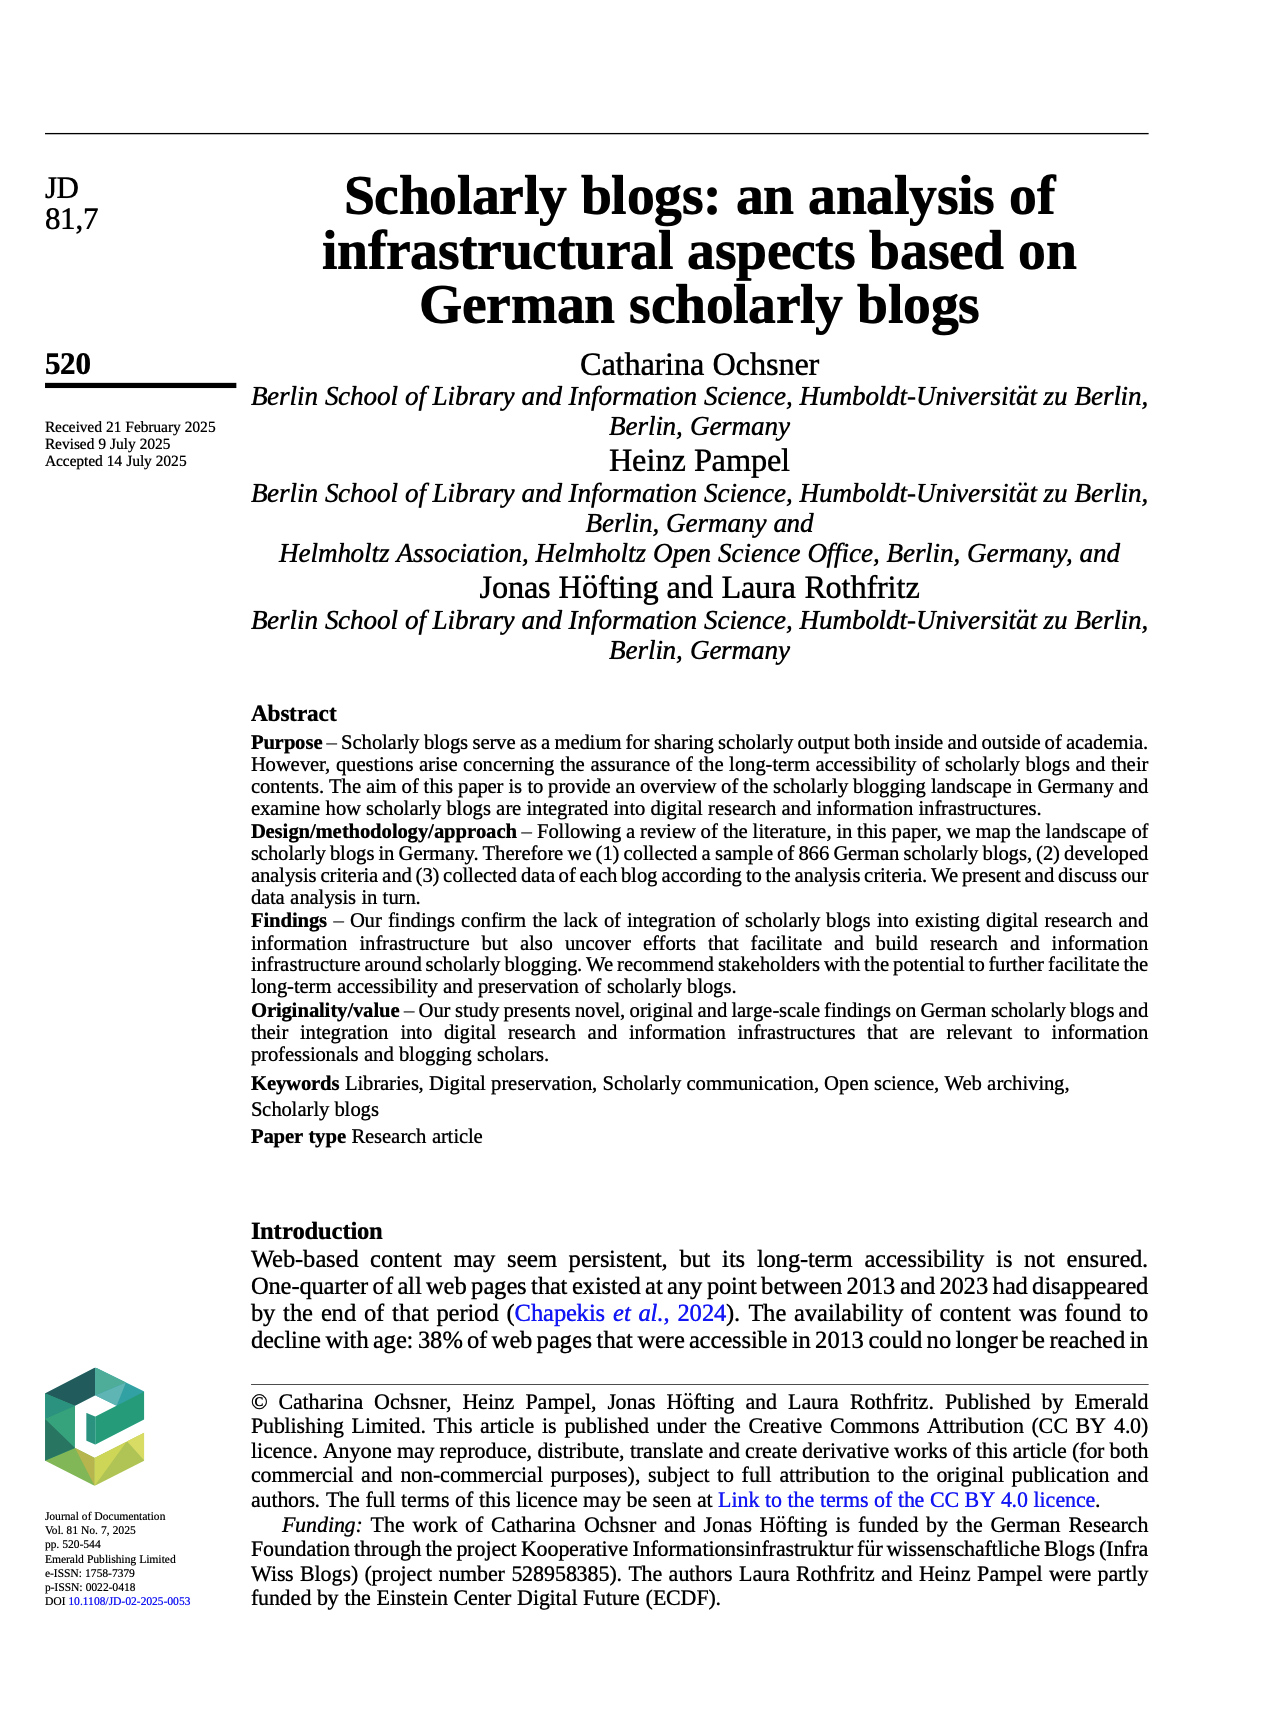 JD
81,7
520
Received 21 February 2025
Revised 9 July 2025
Accepted 14 July 2025
Scholarly blogs: an analysis of
infrastructural aspects based on
German scholarly blogs
Catharina Ochsner
Berlin School of Library and Information Science, Humboldt-Universität zu Berlin,
Berlin, Germany
Heinz Pampel
Berlin School of Library and Information Science, Humboldt-Universität zu Berlin,
Berlin, Germany and
Helmholtz Association, Helmholtz Open Science Office, Berlin, Germany, and
Jonas Höfting and Laura Rothfritz
Berlin School of Library and Information Science, Humboldt-Universität zu Berlin,
Berlin, Germany
Abstract
Purpose – Scholarly blogs serve as a medium for sharing scholarly output both inside and outside of academia.
However, questions arise concerning the assurance of the long-term accessibility of scholarly blogs and their
contents. The aim of this paper is to provide an overview of the scholarly blogging landscape in Germany and
examine how scholarly blogs are integrated into digital research and information infrastructures.
Design/methodology/approach – Following a review of the literature, in this paper, we map the landscape of
scholarly blogs in Germany. Therefore we (1) collected a sample of 866 German scholarly blogs, (2) developed
analysis criteria and (3) collected data of each blog according to the analysis criteria. We present and discuss our
data analysis in turn.
Findings – Our findings confirm the lack of integration of scholarly blogs into existing digital research and
information infrastructure but also uncover efforts that facilitate and build research and information
infrastructure around scholarly blogging. We recommend stakeholders with the potential to further facilitate the
long-term accessibility and preservation of scholarly blogs.
Originality/value – Our study presents novel, original and large-scale findings on German scholarly blogs and
their integration into digital research and information infrastructures that are relevant to information
professionals and blogging scholars.
Keywords Libraries, Digital preservation, Scholarly communication, Open science, Web archiving,
Scholarly blogs
Paper type Research article
Introduction
Web-based content may seem persistent, but its long-term accessibility is not ensured.
One-quarter of all web pages that existed at any point between 2013 and 2023 had disappeared
by the end of that period (Chapekis et al., 2024). The availability of content was found to
decline with age: 38% of web pages that were accessible in 2013 could no longer be reached in
© Catharina Ochsner, Heinz Pampel, Jonas Höfting and Laura Rothfritz. Published by Emerald
Publishing Limited. This article is published under the Creative Commons Attribution (CC BY 4.0)
licence. Anyone may reproduce, distribute, translate and create derivative works of this article (for both
commercial and non-commercial purposes), subject to full attribution to the original publication and
authors. The full terms of this licence may be seen at Link to the terms of the CC BY 4.0 licence.
Funding: The work of Catharina Ochsner and Jonas Höfting is funded by the German Research
Foundation through the project Kooperative Informationsinfrastruktur für wissenschaftliche Blogs (Infra
Wiss Blogs) (project number 528958385). The authors Laura Rothfritz and Heinz Pampel were partly
funded by the Einstein Center Digital Future (ECDF).
Journal of Documentation
Vol. 81 No. 7, 2025
pp. 520-544
Emerald Publishing Limited
e-ISSN: 1758-7379
p-ISSN: 0022-0418
DOI 10.1108/JD-02-2025-0053